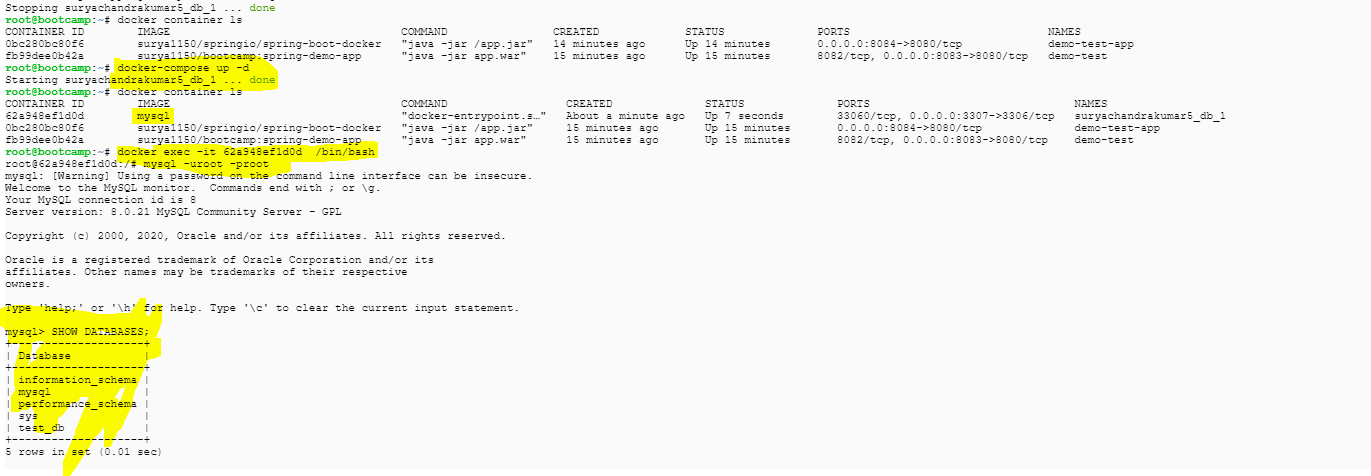 Stopping suryachandrakumar5_db_1 ... done
root@bootcamp:~# docker container ls
CONTAINER ID        IMAGE                                   COMMAND                CREATED             STATUS              PORTS                              NAMES
0bc280bc80f6        surya1150/springio/spring-boot-docker   "java -jar /app.jar"   14 minutes ago      Up 14 minutes       0.0.0.0:8084->8080/tcp             demo-test-app
fb99dee0b42a        surya1150/bootcamp:spring-demo-app      "java -jar app.war"    15 minutes ago      Up 15 minutes       8082/tcp, 0.0.0.0:8083->8080/tcp   demo-test
root@bootcamp:~# docker-compose up -d
Starting suryachandrakumar5_db_1 ... done
root@bootcamp:~# docker container ls
CONTAINER ID        IMAGE                                   COMMAND                  CREATED              STATUS              PORTS                               NAMES
62a948ef1d0d        mysql                                   "docker-entrypoint.s…"   About a minute ago   Up 7 seconds        33060/tcp, 0.0.0.0:3307->3306/tcp   suryachandrakumar5_db_1
0bc280bc80f6        surya1150/springio/spring-boot-docker   "java -jar /app.jar"     15 minutes ago       Up 15 minutes       0.0.0.0:8084->8080/tcp              demo-test-app
fb99dee0b42a        surya1150/bootcamp:spring-demo-app      "java -jar app.war"      15 minutes ago       Up 15 minutes       8082/tcp, 0.0.0.0:8083->8080/tcp    demo-test
root@bootcamp:~# docker exec -it 62a948ef1d0d  /bin/bash
root@62a948ef1d0d:/# mysql -uroot -proot
mysql: [Warning] Using a password on the command line interface can be insecure.
Welcome to the MySQL monitor.  Commands end with ; or \g.
Your MySQL connection id is 8
Server version: 8.0.21 MySQL Community Server - GPL
Copyright (c) 2000, 2020, Oracle and/or its affiliates. All rights reserved.
Oracle is a registered trademark of Oracle Corporation and/or its
affiliates. Other names may be trademarks of their respective
owners.
Type 'help;' or '\h' for help. Type '\c' to clear the current input statement.
mysql> SHOW DATABASES;
+--------------------+
| Database           |
+--------------------+
| information_schema |
| mysql              |
| performance_schema |
| sys                |
| test_db            |
+--------------------+
5 rows in set (0.01 sec)